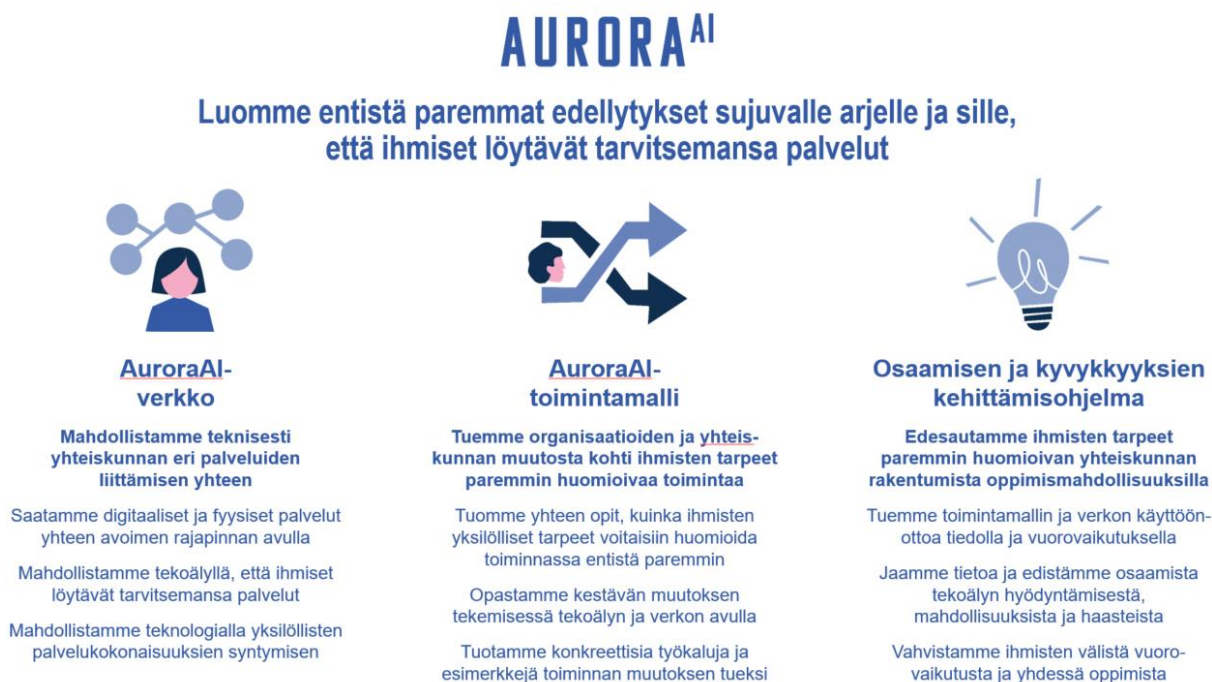 AURORA AI
Luomme entistä paremmat edellytykset sujuvalle arjelle ja sille,
että ihmiset löytävät tarvitsemansa palvelut
AuroraAI-
verkko
Mahdollistamme teknisesti
yhteiskunnan eri palveluiden
liittämisen yhteen
Saatamme digitaaliset ja fyysiset palvelut
yhteen avoimen rajapinnan avulla
Mahdollistamme tekoälyllä, että ihmiset
löytävät tarvitsemansa palvelut
Mahdollistamme teknologialla yksilöllisten
palvelukokonaisuuksien syntymisen
AuroraAI-
toimintamalli
Tuemme organisaatioiden ja yhteis-
kunnan muutosta kohti ihmisten tarpeet
paremmin huomioivaa toimintaa
Tuomme yhteen opit, kuinka ihmisten
yksilölliset tarpeet voitaisiin huomioida
toiminnassa entistä paremmin
Opastamme kestävän muutoksen
tekemisessä tekoälyn ja verkon avulla
Tuotamme konkreettisia työkaluja ja
esimerkkejä toiminnan muutoksen tueksi
Osaamisen ja kyvykkyyksien
kehittämisohjelma
Edesautamme ihmisten tarpeet
paremmin huomioivan yhteiskunnan
rakentumista oppimismahdollisuuksilla
Tuemme toimintamallin ja verkon käyttöön-
ottoa tiedolla ja vuorovaikutuksella
Jaamme tietoa ja edistämme osaamista
tekoälyn hyödyntämisestä,
mahdollisuuksista ja haasteista
Vahvistamme ihmisten välistä vuoro-
vaikutusta ja yhdessä oppimista